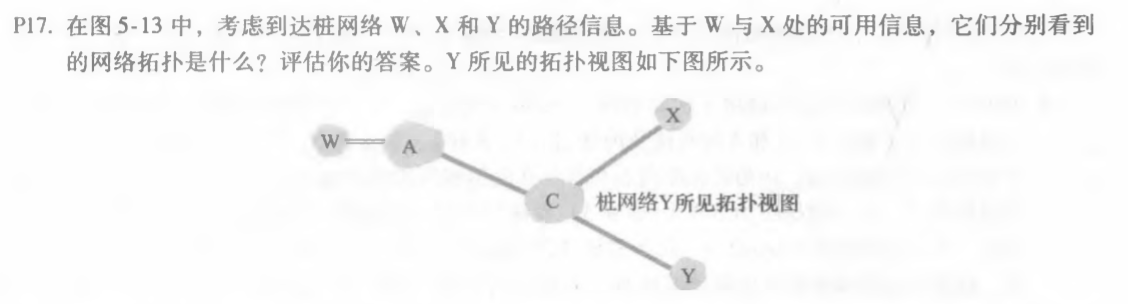 P17. 在图5-13中，考虑到达桩网络 W、X 和 Y 的路径信息。基于 W 与 X 处的可用信息，它们分别看到
的网络拓扑是什么？评估你的答案。Y 所见的拓扑视图如下图所示。
X
W
A
C
桩网络Y所见拓扑视图
Y